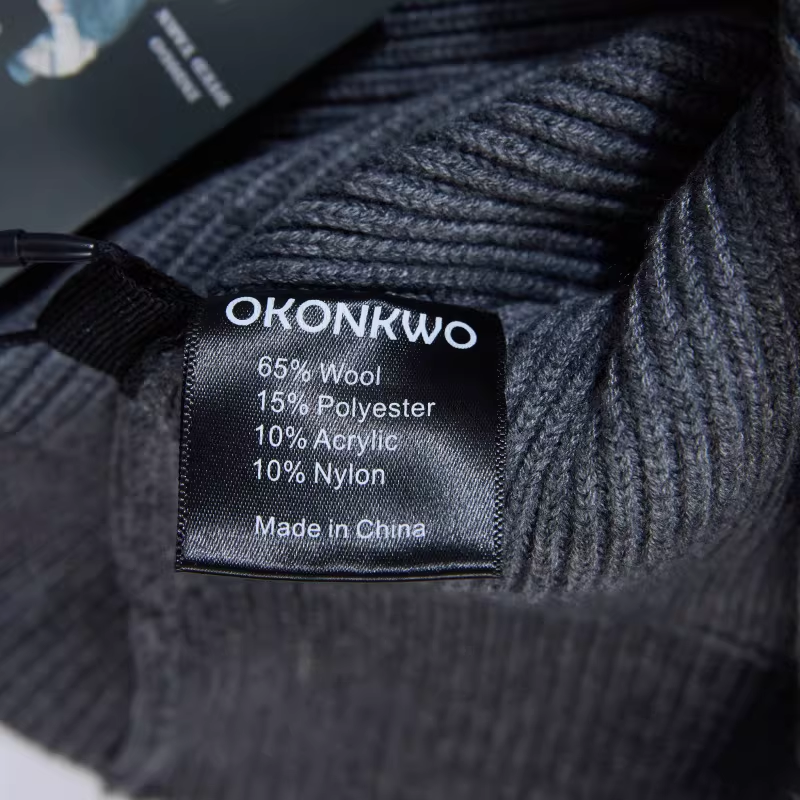 OKONKWO
65% Wool
15% Polyester
10% Acrylic
10% Nylon
Made in China